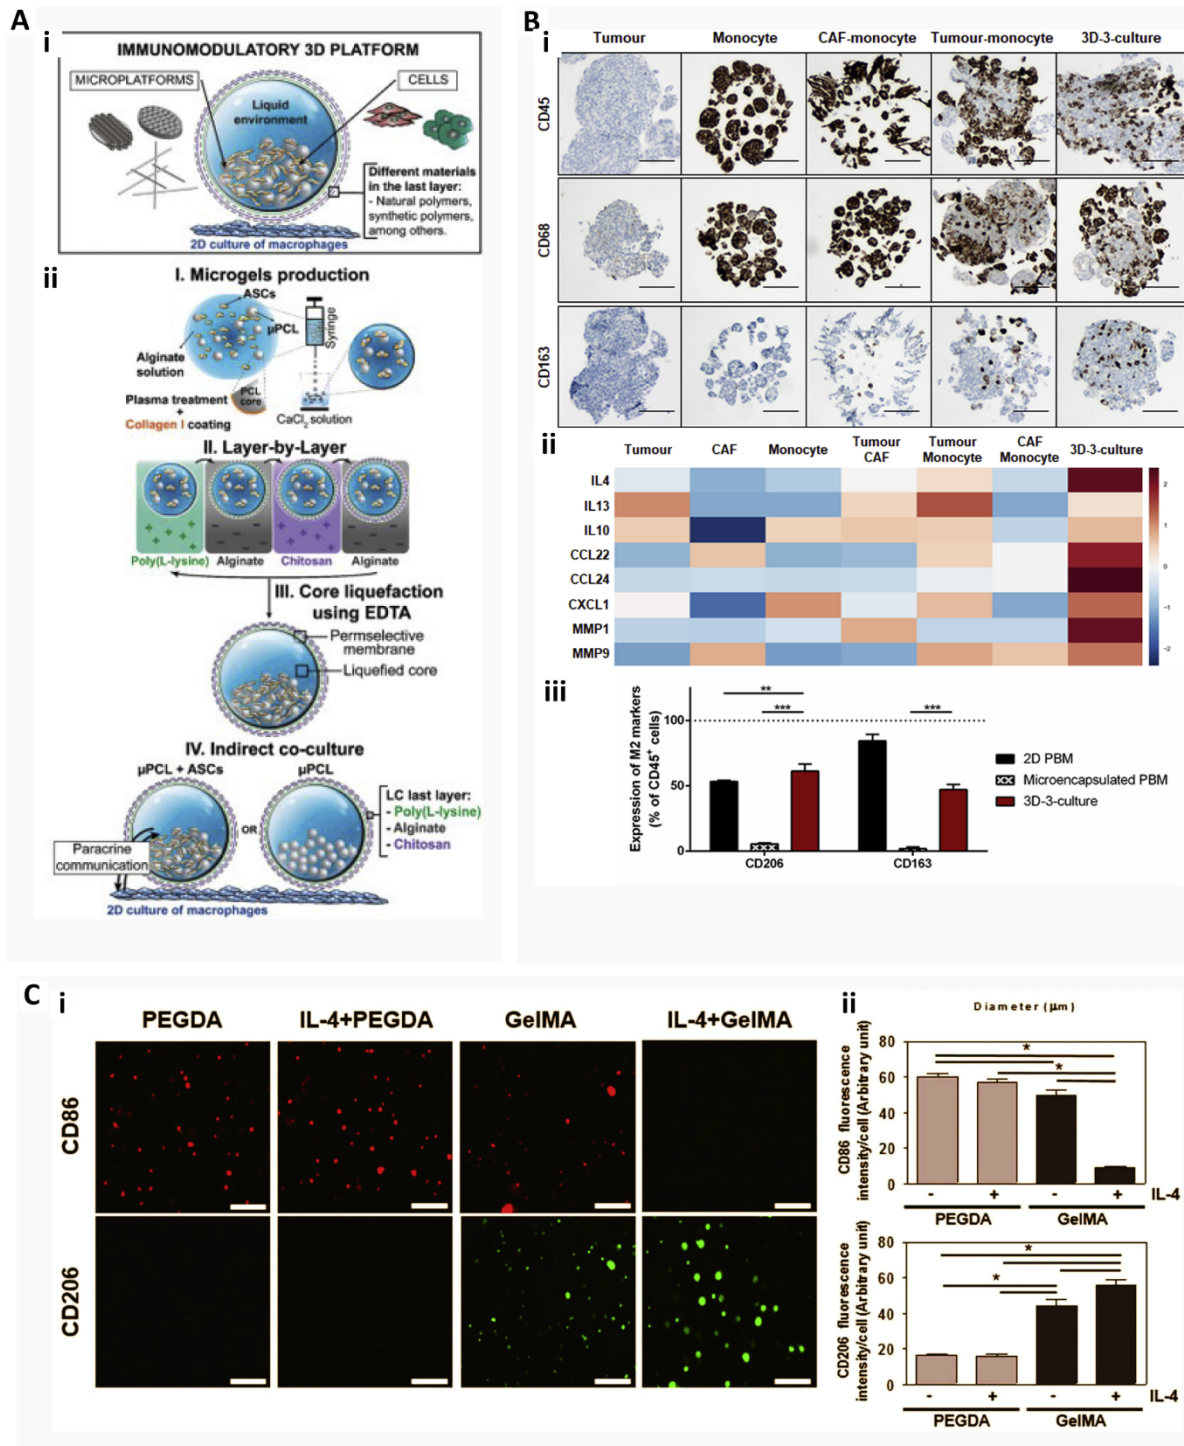 A
i
IMMUNOMODULATORY 3D PLATFORM
MICROPLATFORMS
CELLS
Liquid
environment
Different materials
in the last layer:
- Natural polymers,
synthetic polymers,
among others.
2D culture of macrophages
ii
I. Microgels production
ASCs
µPCL
Syringe
Alginate
solution
PCL
core
Plasma treatment
+
Collagen I coating
CaCl2 solution
II. Layer-by-Layer
Poly(L-lysine) Alginate Chitosan Alginate
III. Core liquefaction
using EDTA
Permselective
membrane
Liquefied core
IV. Indirect co-culture
µPCL + ASCs
µPCL
OR
LC last layer:
- Poly(L-lysine)
- Alginate
- Chitosan
Paracrine
communication
2D culture of macrophages
B
i
Tumour Monocyte CAF-monocyte Tumour-monocyte 3D-3-culture
CD45
CD68
CD163
ii
Tumour CAF Monocyte Tumour CAF Tumour Monocyte CAF Monocyte 3D-3-culture
IL4
IL13
IL10
CCL22
CCL24
CXCL1
MMP1
MMP9
2
1
0
-1
-2
iii
Expression of M2 markers
(% of CD45+ cells)
100
50
0
** *** ***
CD206 CD163
2D PBM
Microencapsulated PBM
3D-3-culture
C
i
PEGDA IL-4+PEGDA GelMA IL-4+GelMA
CD86
CD206
ii
Diameter (µm)
CD86 fluorescence
intensity/cell (Arbitrary unit)
80
60
40
20
0
* *
- + - + IL-4
PEGDA GelMA
CD206 fluorescence
intensity/cell (Arbitrary unit)
80
60
40
20
0
* *
- + - + IL-4
PEGDA GelMA